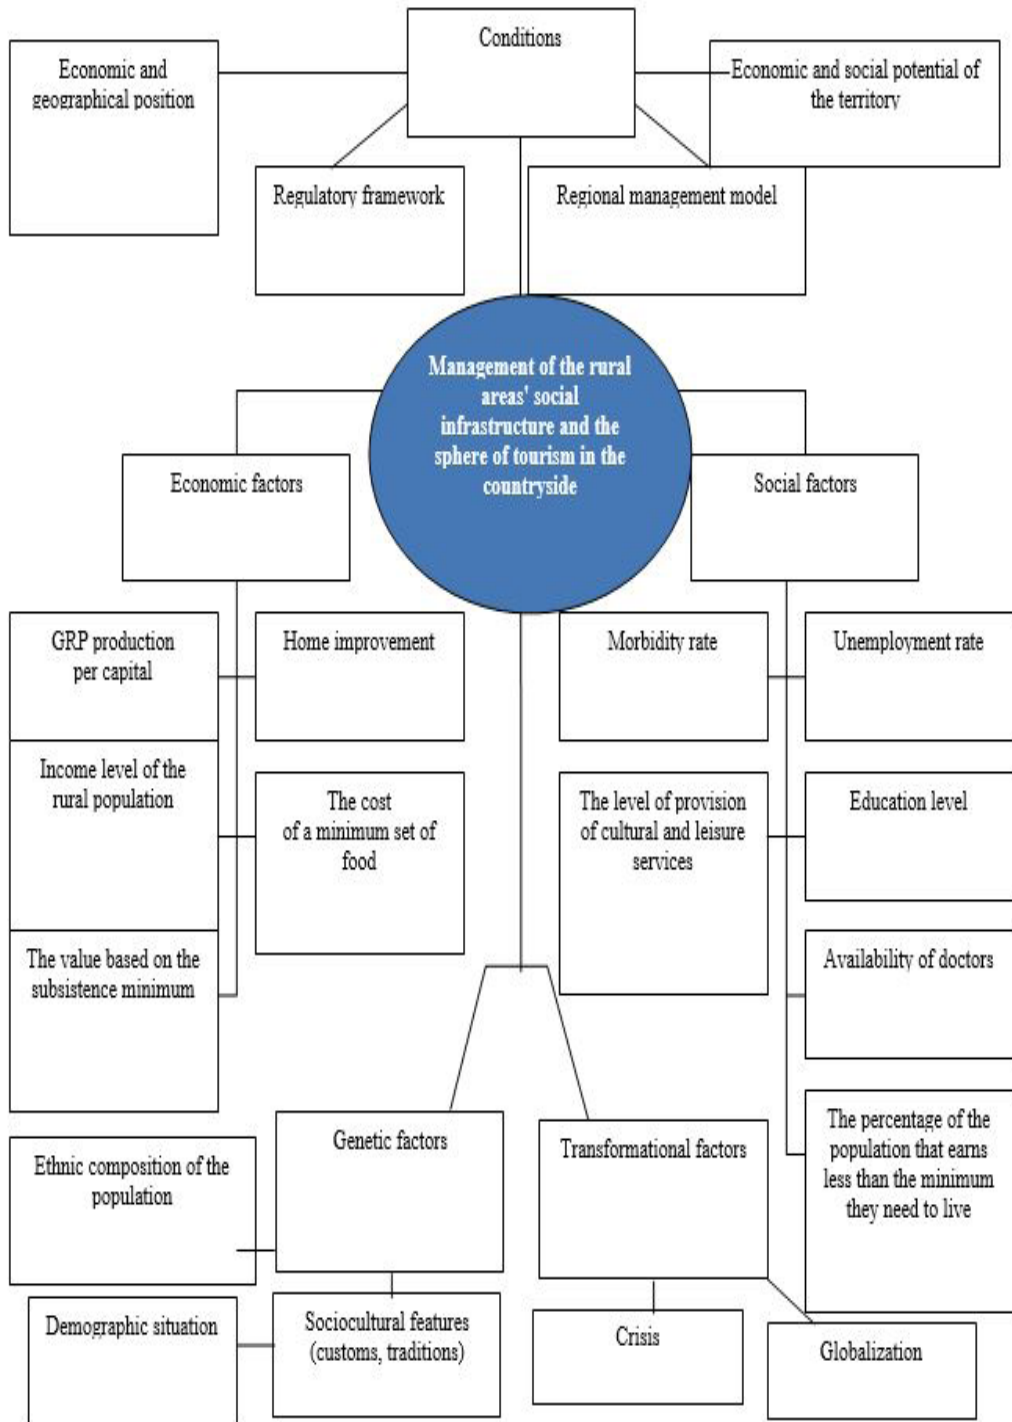 Conditions
Economic and
geographical position
Economic and social potential of
the territory
Regulatory framework
Regional management model
Management of the rural
areas' social
infrastructure and the
sphere of tourism in the
countryside
Economic factors
Social factors
GRP production
per capital
Home improvement
Morbidity rate
Unemployment rate
Income level of the
rural population
The cost
of a minimum set of
food
The level of provision
of cultural and leisure
services
Education level
The value based on the
subsistence minimum
Availability of doctors
Genetic factors
Transformational factors
The percentage of the
population that earns
less than the minimum
they need to live
Ethnic composition of the
population
Demographic situation
Sociocultural features
(customs, traditions)
Crisis
Globalization